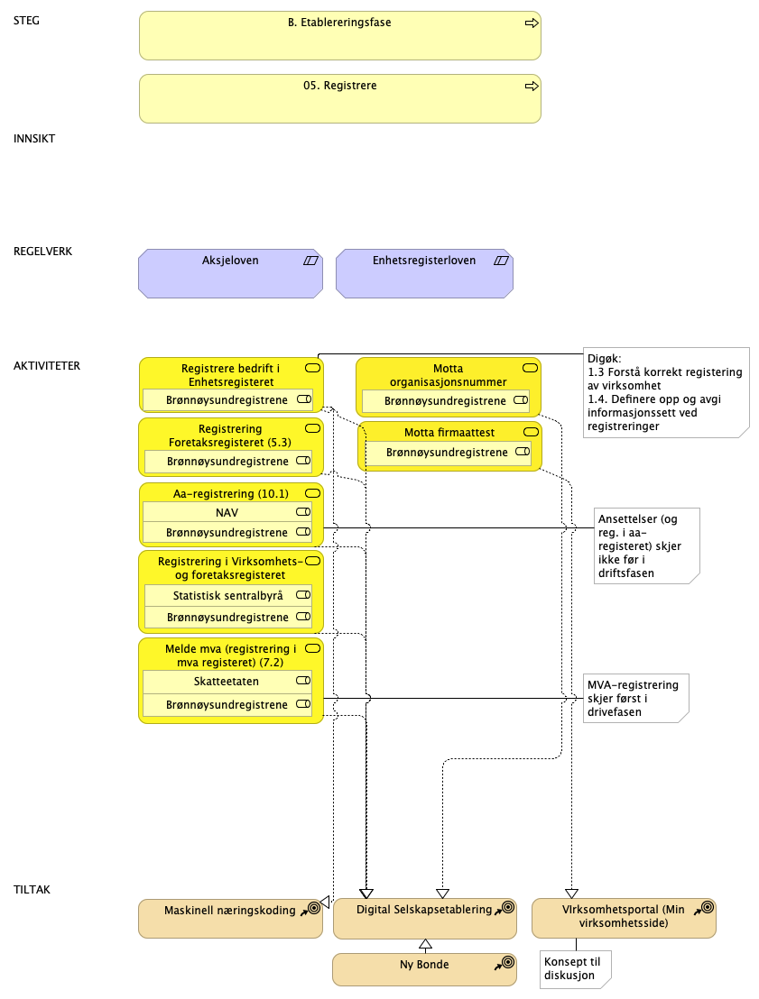 STEG
B. Etablereringsfase
05. Registrere
INNSIKT
REGELVERK
Aksjeloven
Enhetsregisterloven
AKTIVITETER
Registrere bedrift i
Enhetsregisteret
Brønnøysundregistrene
Motta
organisasjonsnummer
Brønnøysundregistrene
Digøk:
1.3 Forstå korrekt registering
av virksomhet
1.4. Definere opp og avgi
informasjonssett ved
registreringer
Registrering
Foretaksregisteret (5.3)
Brønnøysundregistrene
Motta firmaattest
Brønnøysundregistrene
Aa-registrering (10.1)
NAV
Brønnøysundregistrene
Ansettelser (og
reg. i aa-
registeret) skjer
ikke før i
driftsfasen
Registrering i Virksomhets-
og foretaksregisteret
Statistisk sentralbyrå
Brønnøysundregistrene
Melde mva (registrering i
mva registeret) (7.2)
Skatteetaten
Brønnøysundregistrene
MVA-registrering
skjer først i
drivefasen
TILTAK
Maskinell næringskoding
Digital Selskapsetablering
VIrksomhetsportal (Min
virksomhetsside)
Ny Bonde
Konsept til
diskusjon